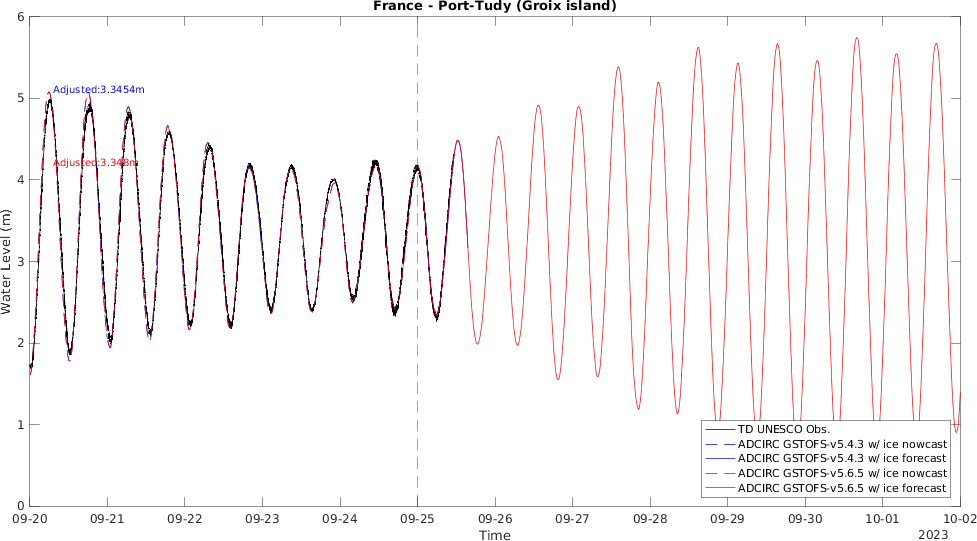 France - Port-Tudy (Groix island)
6
5
4
3
2
1
0
Water Level (m)
Adjusted:3.3454m
Adjusted:3.348m
TD UNESCO Obs.
ADCIRC GSTOFS-v5.4.3 w/ ice nowcast
ADCIRC GSTOFS-v5.4.3 w/ ice forecast
ADCIRC GSTOFS-v5.6.5 w/ ice nowcast
ADCIRC GSTOFS-v5.6.5 w/ ice forecast
09-20 09-21 09-22 09-23 09-24 09-25 09-26 09-27 09-28 09-29 09-30 10-01 10-02
Time
2023